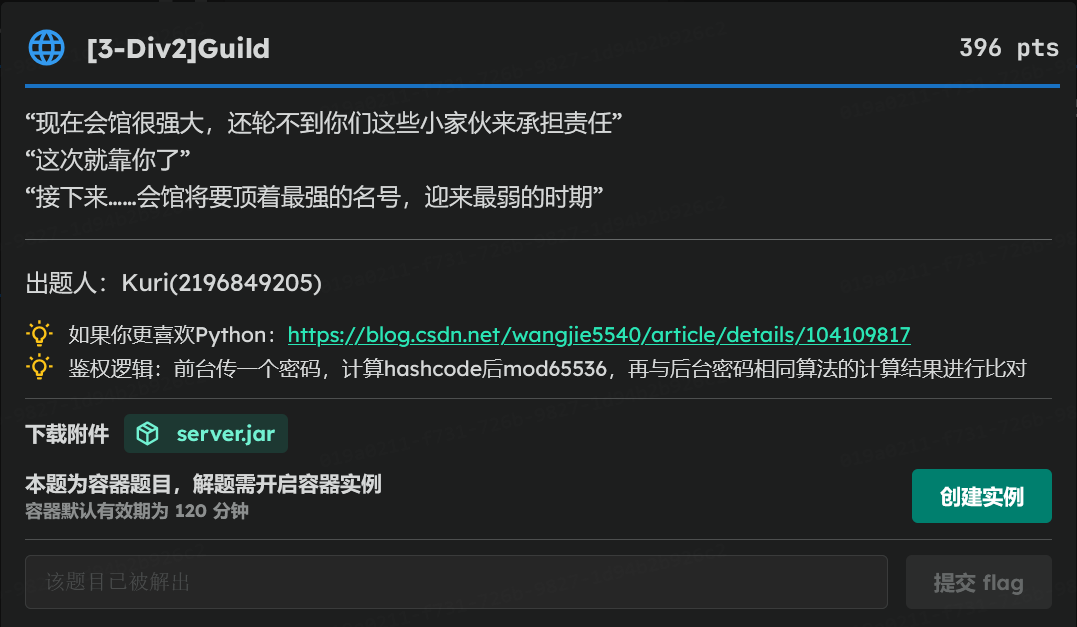 [3-Div2]Guild
396 pts
“现在会馆很强大，还轮不到你们这些小家伙来承担责任”
“这次就靠你了”
“接下来……会馆将要顶着最强的名号，迎来最弱的时期”
出题人：Kuri(2196849205)
如果你更喜欢Python：https://blog.csdn.net/wangjie5540/article/details/104109817
鉴权逻辑：前台传一个密码，计算hashcode后mod65536，再与后台密码相同算法的计算结果进行比对
下载附件 server.jar
本题为容器题目，解题需开启容器实例
容器默认有效期为 120 分钟
创建实例
该题目已被解出
提交 flag